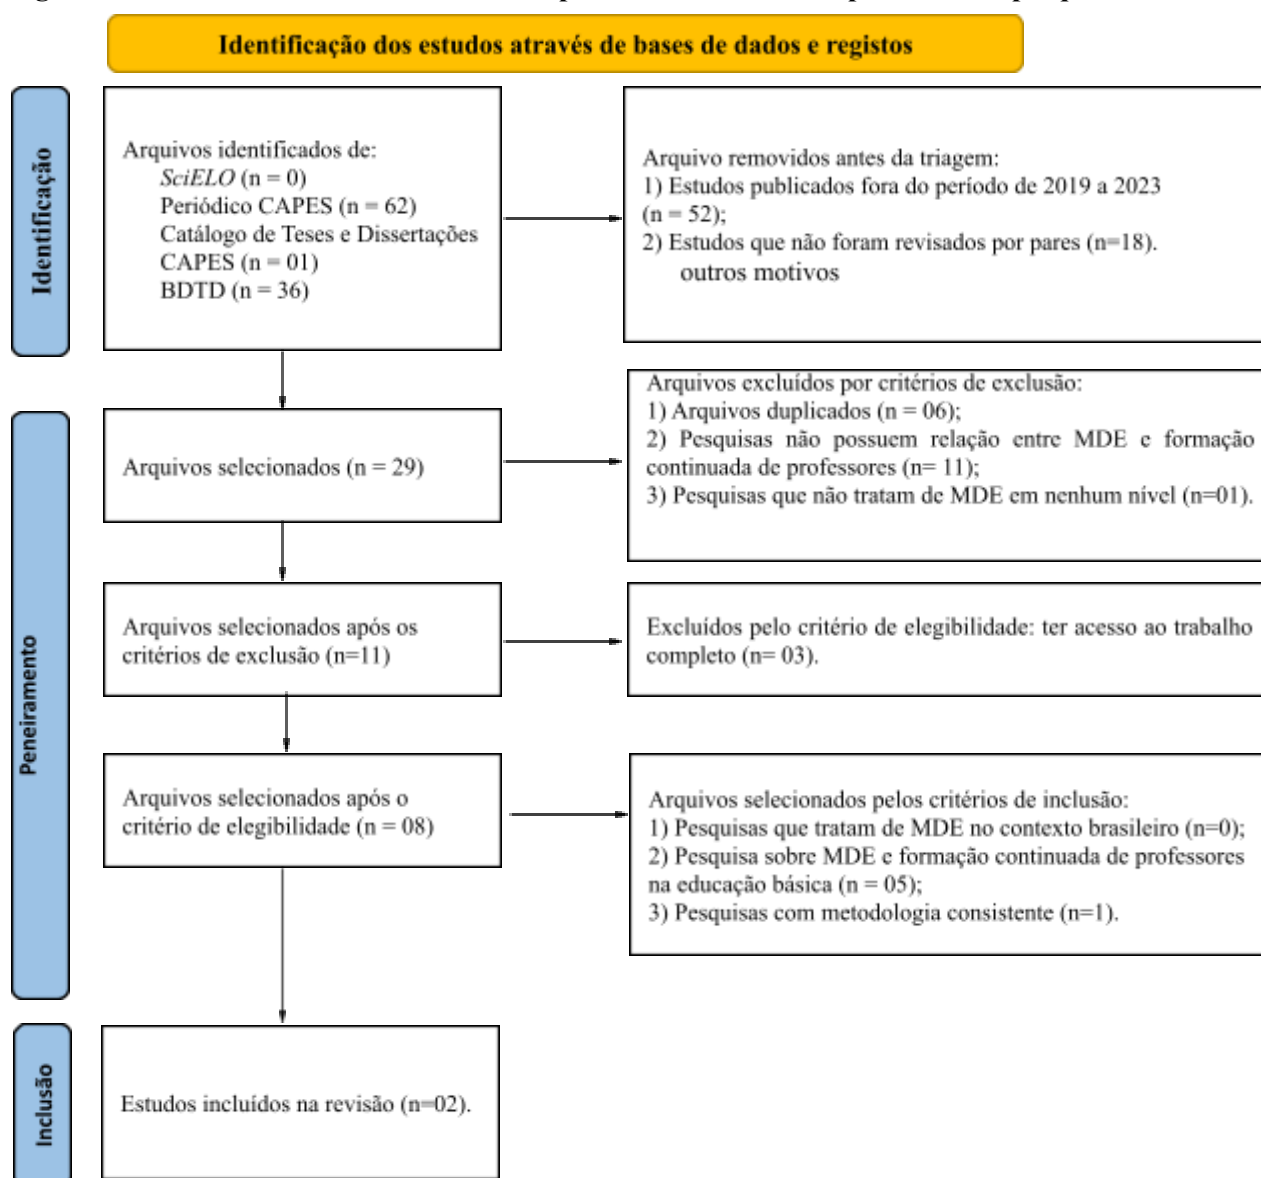 Identificação dos estudos através de bases de dados e registos
Identificação
Arquivos identificados de:
SciELO (n = 0)
Periódico CAPES (n = 62)
Catálogo de Teses e Dissertações
CAPES (n = 01)
BDTD (n = 36)
Arquivo removidos antes da triagem:
1) Estudos publicados fora do período de 2019 a 2023
(n = 52);
2) Estudos que não foram revisados por pares (n=18).
outros motivos
Peneiramento
Arquivos selecionados (n = 29)
Arquivos excluídos por critérios de exclusão:
1) Arquivos duplicados (n = 06);
2) Pesquisas não possuem relação entre MDE e formação
continuada de professores (n= 11);
3) Pesquisas que não tratam de MDE em nenhum nível (n=01).
Arquivos selecionados após os
critérios de exclusão (n=11)
Excluídos pelo critério de elegibilidade: ter acesso ao trabalho
completo (n= 03).
Arquivos selecionados após o
critério de elegibilidade (n = 08)
Arquivos selecionados pelos critérios de inclusão:
1) Pesquisas que tratam de MDE no contexto brasileiro (n=0);
2) Pesquisa sobre MDE e formação continuada de professores
na educação básica (n = 05);
3) Pesquisas com metodologia consistente (n=1).
Inclusão
Estudos incluídos na revisão (n=02).